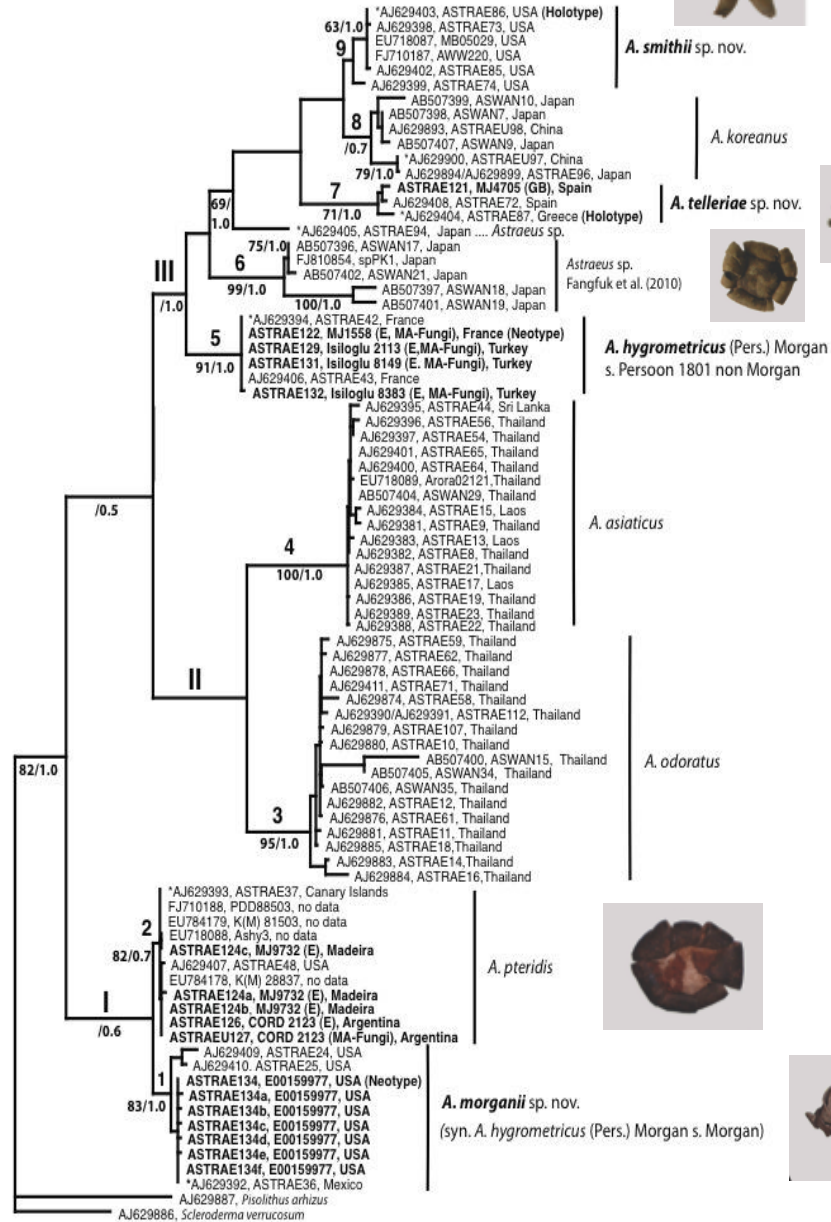 *AJ629403, ASTRAE86, USA (Holotype)
63/1.0
AJ629398, ASTRAE73, USA
EU718087, MB05029, USA
9
A. smithii sp. nov.
FJ710187, AWW220, USA
AJ629402, ASTRAE85, USA
AJ629399, ASTRAE74, USA
AB507399, ASWAN10, Japan
AB507398, ASWAN7, Japan
8
AJ629893, ASTRAEU98, China
A. koreanus
/0.7
AB507407, ASWAN9, Japan
*AJ629900, ASTRAEU97, China
79/1.0
AJ629894/AJ629899, ASTRAE96, Japan
7
ASTRAE121, MJ4705 (GB), Spain
69/
1.0
AJ629408, ASTRAE72, Spain
A. telleriae sp. nov.
71/1.0
*AJ629404, ASTRAE87, Greece (Holotype)
*AJ629405, ASTRAE94, Japan .... Astraeus sp.
75/1.0
AB507396, ASWAN17, Japan
III
6
FJ810854, spPK1, Japan
Astraeus sp.
AB507402, ASWAN21, Japan
Fangfuk et al. (2010)
99/1.0
AB507397, ASWAN18, Japan
/1.0
100/1.0
AB507401, ASWAN19, Japan
*AJ629394, ASTRAE42, France
5
ASTRAE122, MJ1558 (E, MA-Fungi), France (Neotype)
ASTRAE129, Isiloglu 2113 (E,MA-Fungi), Turkey
A. hygrometricus (Pers.) Morgan
91/1.0
ASTRAE131, Isiloglu 8149 (E. MA-Fungi), Turkey
s. Persoon 1801 non Morgan
AJ629406, ASTRAE43, France
ASTRAE132, Isiloglu 8383 (E, MA-Fungi), Turkey
AJ629395, ASTRAE44, Sri Lanka
AJ629396, ASTRAE56, Thailand
AJ629397, ASTRAE54, Thailand
AJ629401, ASTRAE65, Thailand
AJ629400, ASTRAE64, Thailand
EU718089, Arora02121,Thailand
AB507404, ASWAN29, Thailand
/0.5
AJ629384, ASTRAE15, Laos
AJ629381, ASTRAE9, Thailand
A. asiaticus
AJ629383, ASTRAE13, Laos
4
AJ629382, ASTRAE8, Thailand
100/1.0
AJ629387, ASTRAE21,Thailand
AJ629385, ASTRAE17, Laos
AJ629386, ASTRAE19, Thailand
AJ629389, ASTRAE23, Thailand
AJ629388, ASTRAE22, Thailand
AJ629875, ASTRAE59, Thailand
AJ629877, ASTRAE62, Thailand
AJ629878, ASTRAE66, Thailand
II
AJ629411, ASTRAE71, Thailand
AJ629874, ASTRAE58, Thailand
AJ629390/AJ629391, ASTRAE112, Thailand
AJ629879, ASTRAE107, Thailand
AJ629880, ASTRAE10, Thailand
AB507400, ASWAN15, Thailand
A. odoratus
82/1.0
AB507405, ASWAN34, Thailand
AB507406, ASWAN35, Thailand
AJ629882, ASTRAE12, Thailand
3
AJ629876, ASTRAE61, Thailand
AJ629881, ASTRAE11, Thailand
95/1.0
AJ629885, ASTRAE18,Thailand
AJ629883, ASTRAE14,Thailand
AJ629884, ASTRAE16,Thailand
*AJ629393, ASTRAE37, Canary Islands
FJ710188, PDD88503, no data
EU784179, K(M) 81503, no data
2
EU718088, Ashy3, no data
82/0.7
ASTRAE124c, MJ9732 (E), Madeira
AJ629407, ASTRAE48, USA
A. pteridis
EU784178, K(M) 28837, no data
I
ASTRAE124a, MJ9732 (E), Madeira
ASTRAE124b, MJ9732 (E), Madeira
/0.6
ASTRAE126, CORD 2123 (E), Argentina
ASTRAEU127, CORD 2123 (MA-Fungi), Argentina
AJ629409, ASTRAE24, USA
AJ629410. ASTRAE25, USA
1
ASTRAE134, E00159977, USA (Neotype)
ASTRAE134a, E00159977, USA
83/1.0
A. morganii sp. nov.
ASTRAE134b, E00159977, USA
ASTRAE134c, E00159977, USA
(syn. A. hygrometricus (Pers.) Morgan s. Morgan)
ASTRAE134d, E00159977, USA
ASTRAE134e, E00159977, USA
ASTRAE134f, E00159977, USA
*AJ629392, ASTRAE36, Mexico
AJ629887, Pisolithus arhizus
AJ629886, Scleroderma verrucosum